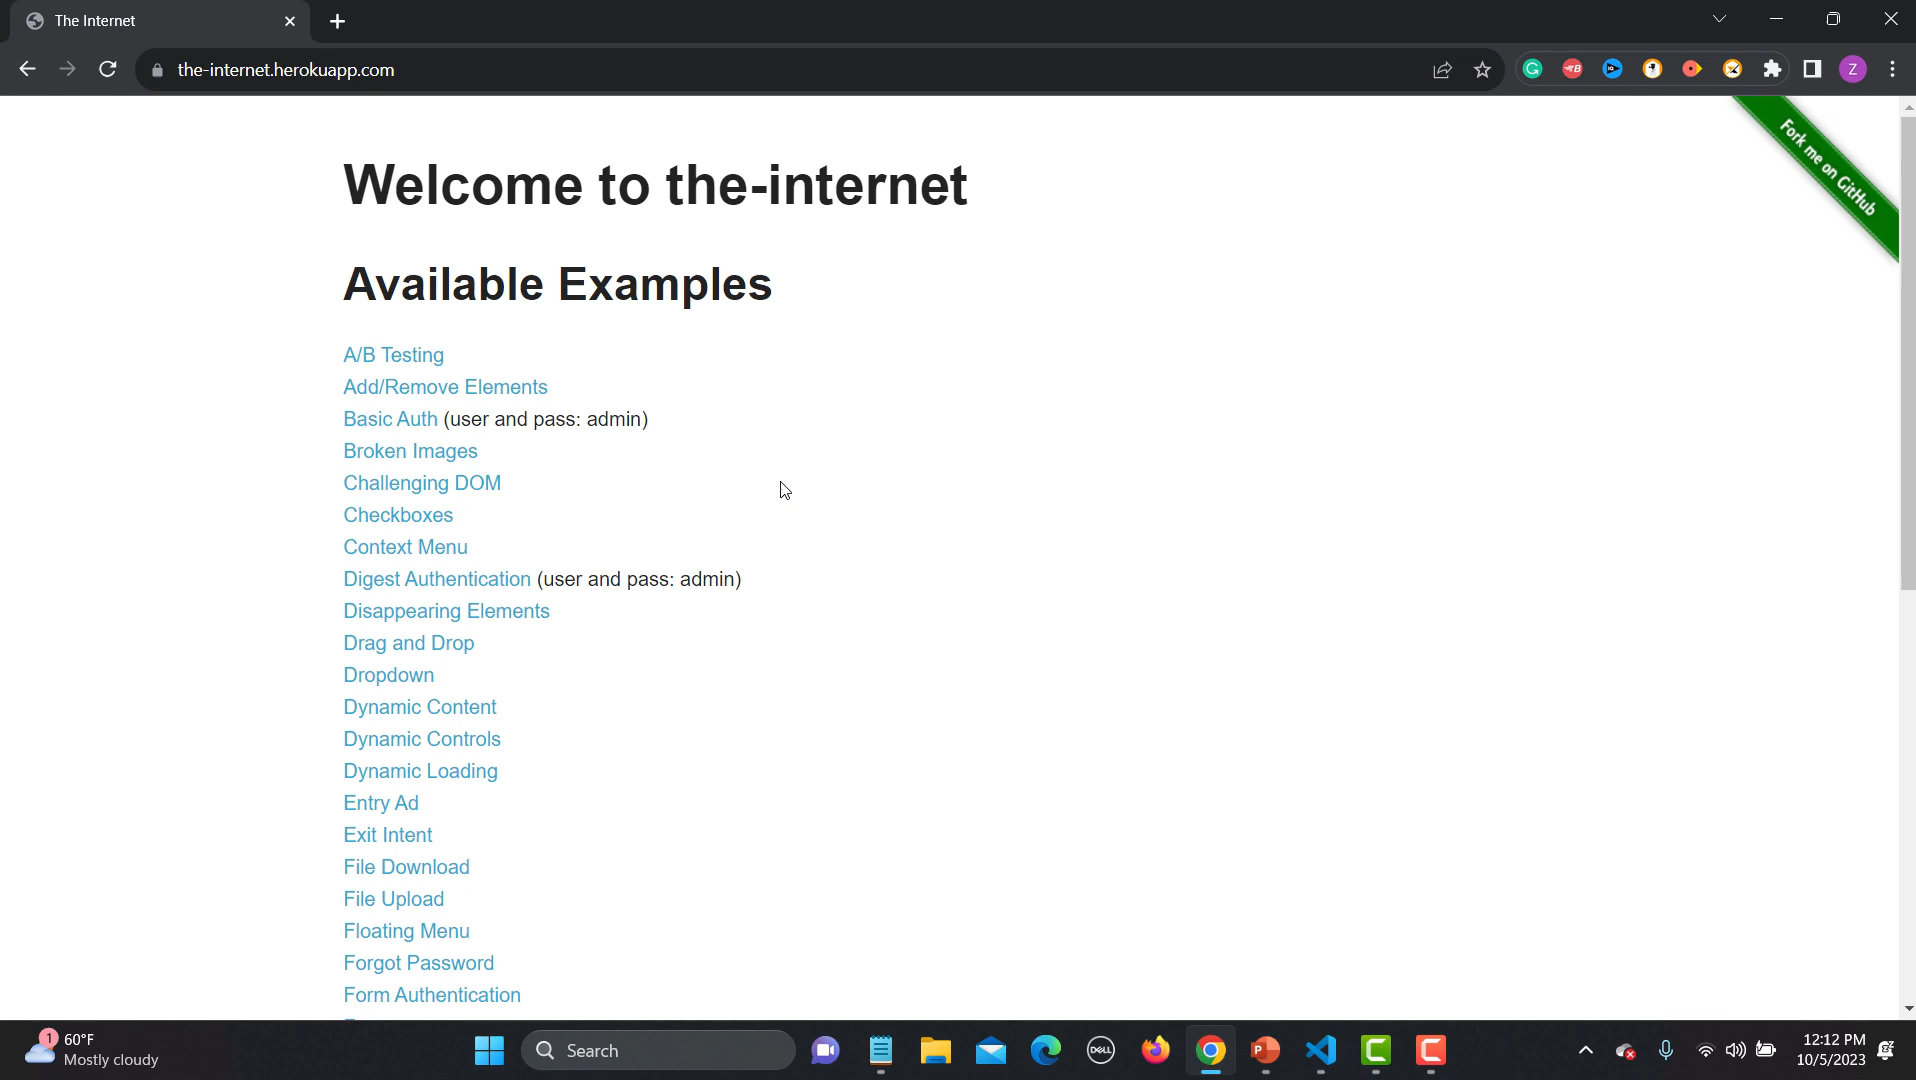 The Internet
the-internet.herokuapp.com
Z
Fork me on GitHub
Welcome to the-internet
Available Examples
A/B Testing
Add/Remove Elements
Basic Auth (user and pass: admin)
Broken Images
Challenging DOM
Checkboxes
Context Menu
Digest Authentication (user and pass: admin)
Disappearing Elements
Drag and Drop
Dropdown
Dynamic Content
Dynamic Controls
Dynamic Loading
Entry Ad
Exit Intent
File Download
File Upload
Floating Menu
Forgot Password
Form Authentication
1
60°F
Mostly cloudy
Search
DELL
12:12 PM
10/5/2023